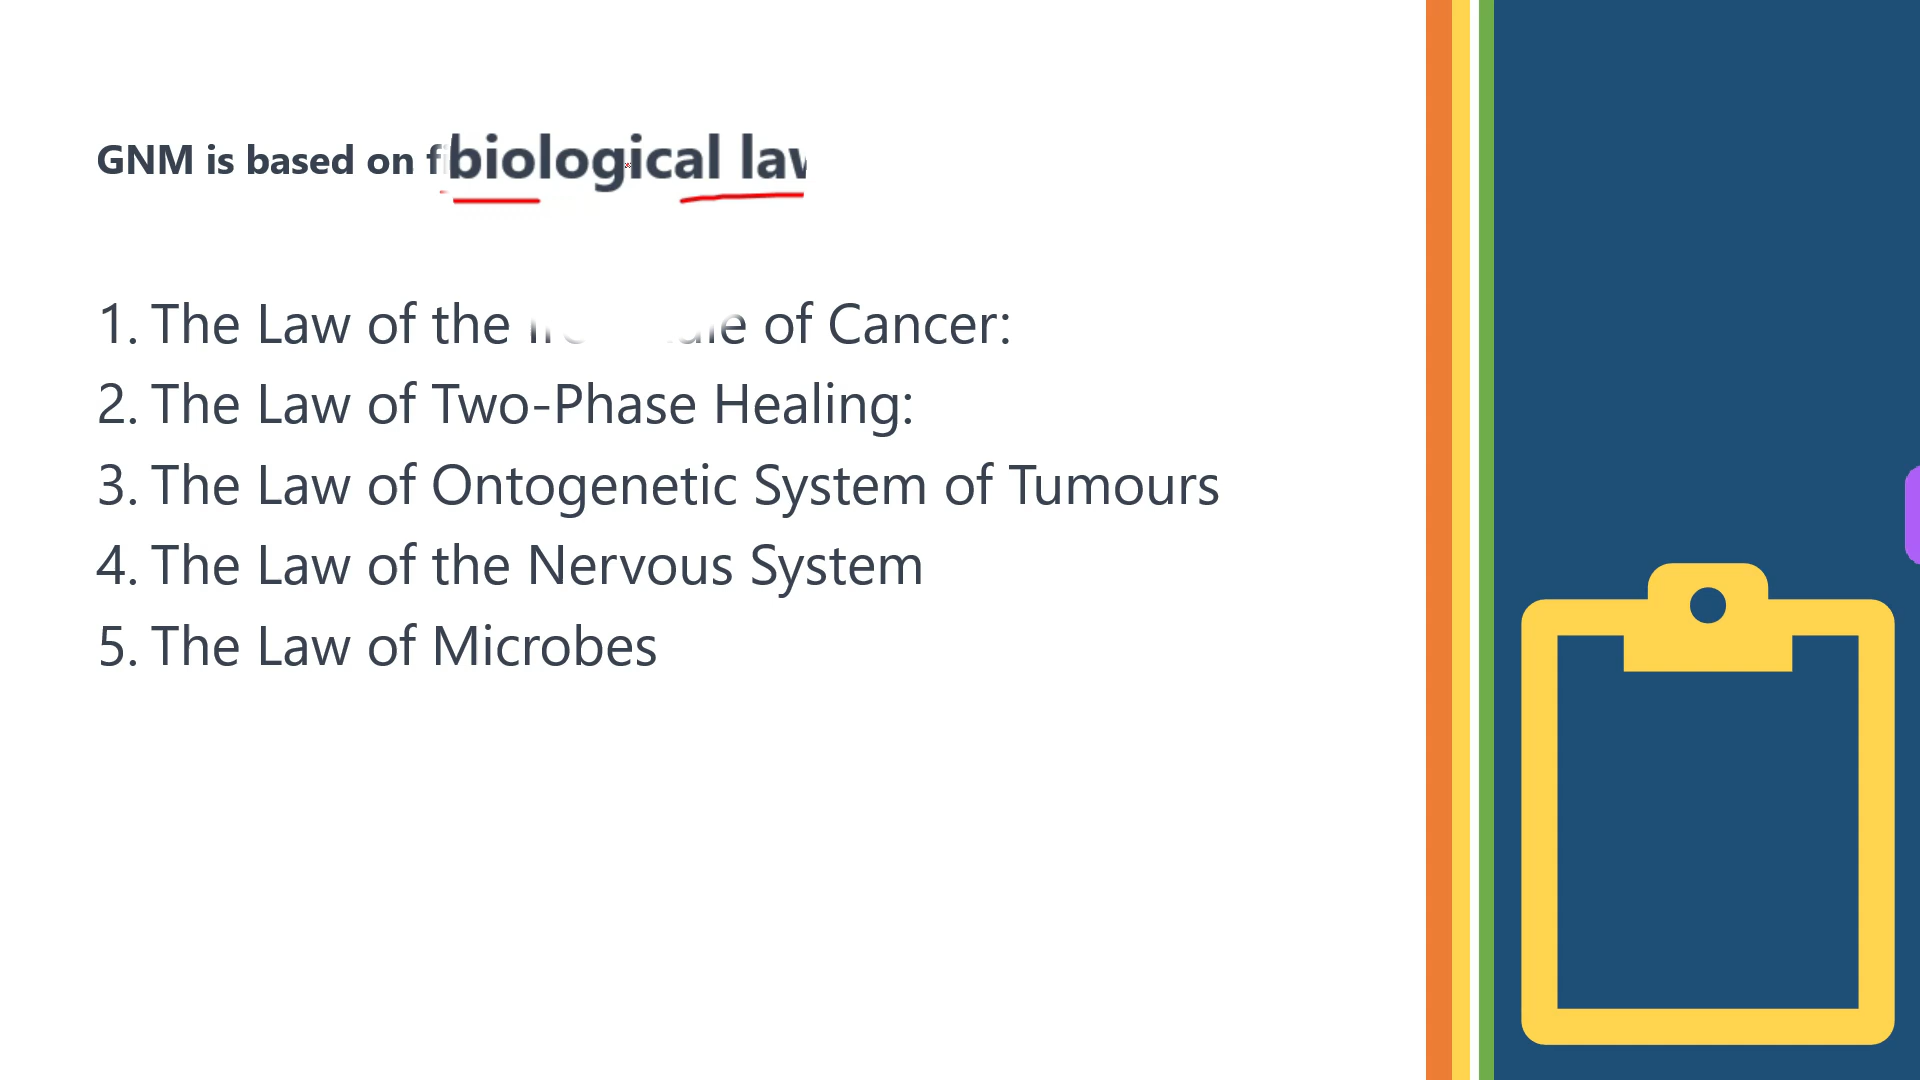 GNM is based on biological
1. The Law of the of Cancer:
2. The Law of Two-Phase Healing:
3. The Law of Ontogenetic System of Tumours
4. The Law of the Nervous System
5. The Law of Microbes